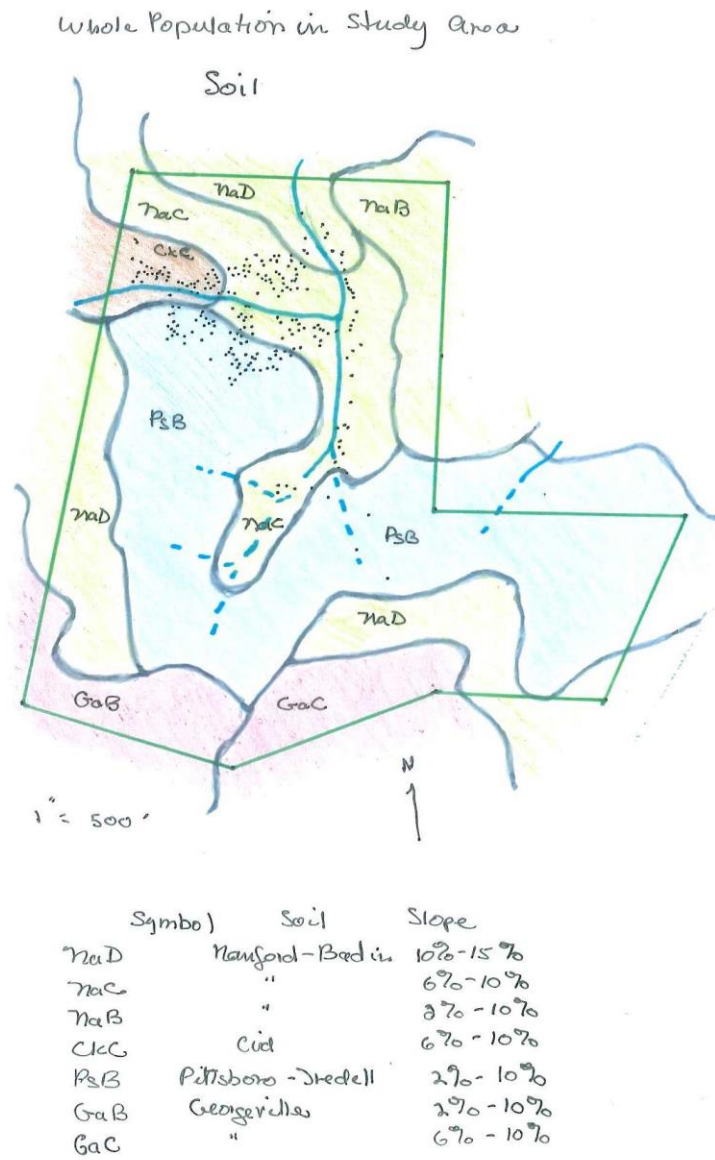 Whole Population in Study Area
Soil
NaD
NaB
NaC
CkC
PsB
NaD
NaC
PsB
NaD
GaB
GaC
N
1" = 500'
Symbol Soil Slope
NaD Nanford-Badin 10%-15%
NaC " 6%-10%
NaB " 2%-10%
CkC Cid 6%-10%
PsB Pittsboro-Iredell 2%-10%
GaB Georgeville 2%-10%
GaC " 6%-10%